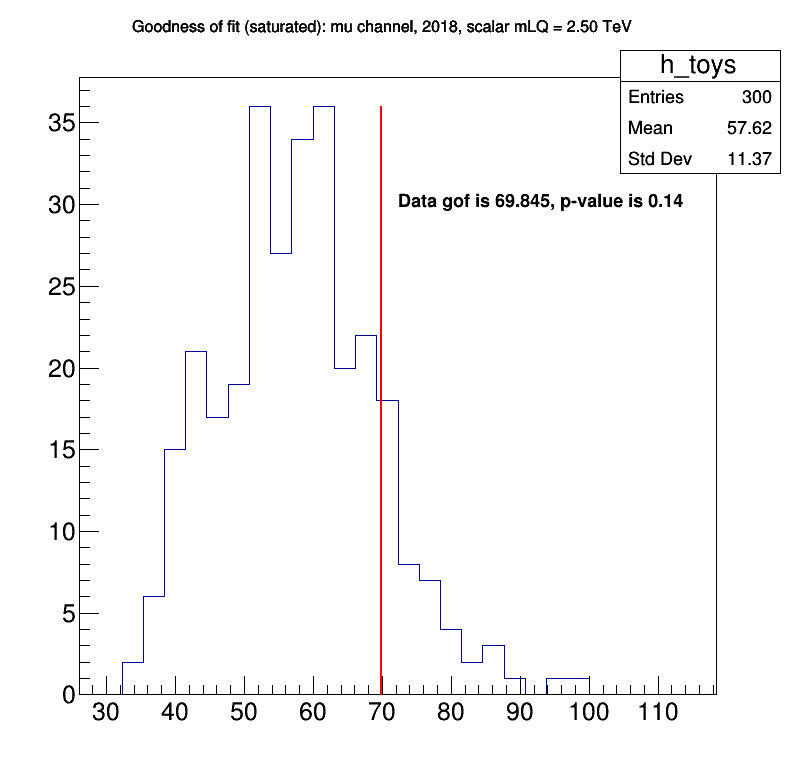 Goodness of fit (saturated): mu channel, 2018, scalar mLQ = 2.50 TeV
h_toys
Entries 300
Mean 57.62
Std Dev 11.37
Data gof is 69.845, p-value is 0.14
35
30
25
20
15
10
5
0
30 40 50 60 70 80 90 100 110